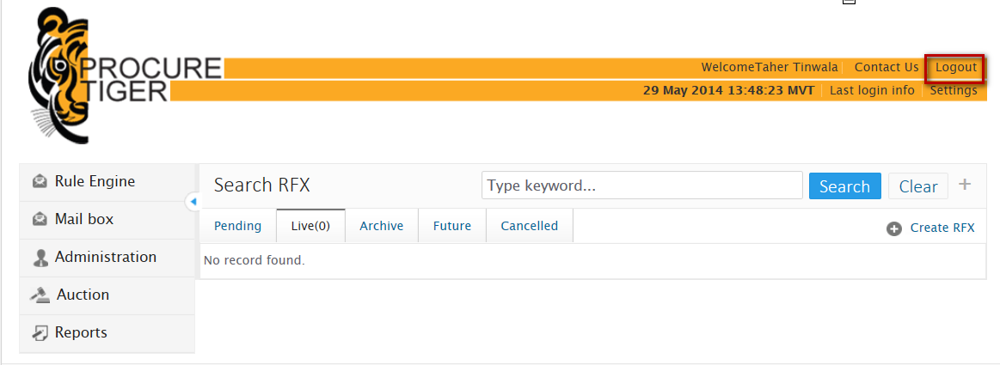 PROCURE
TIGER
WelcomeTaher Tinwala Contact Us Logout
29 May 2014 13:48:23 MVT Last login info Settings
Rule Engine
Mail box
Administration
Auction
Reports
Search RFX Type keyword... Search Clear +
Pending Live(0) Archive Future Cancelled Create RFX
No record found.